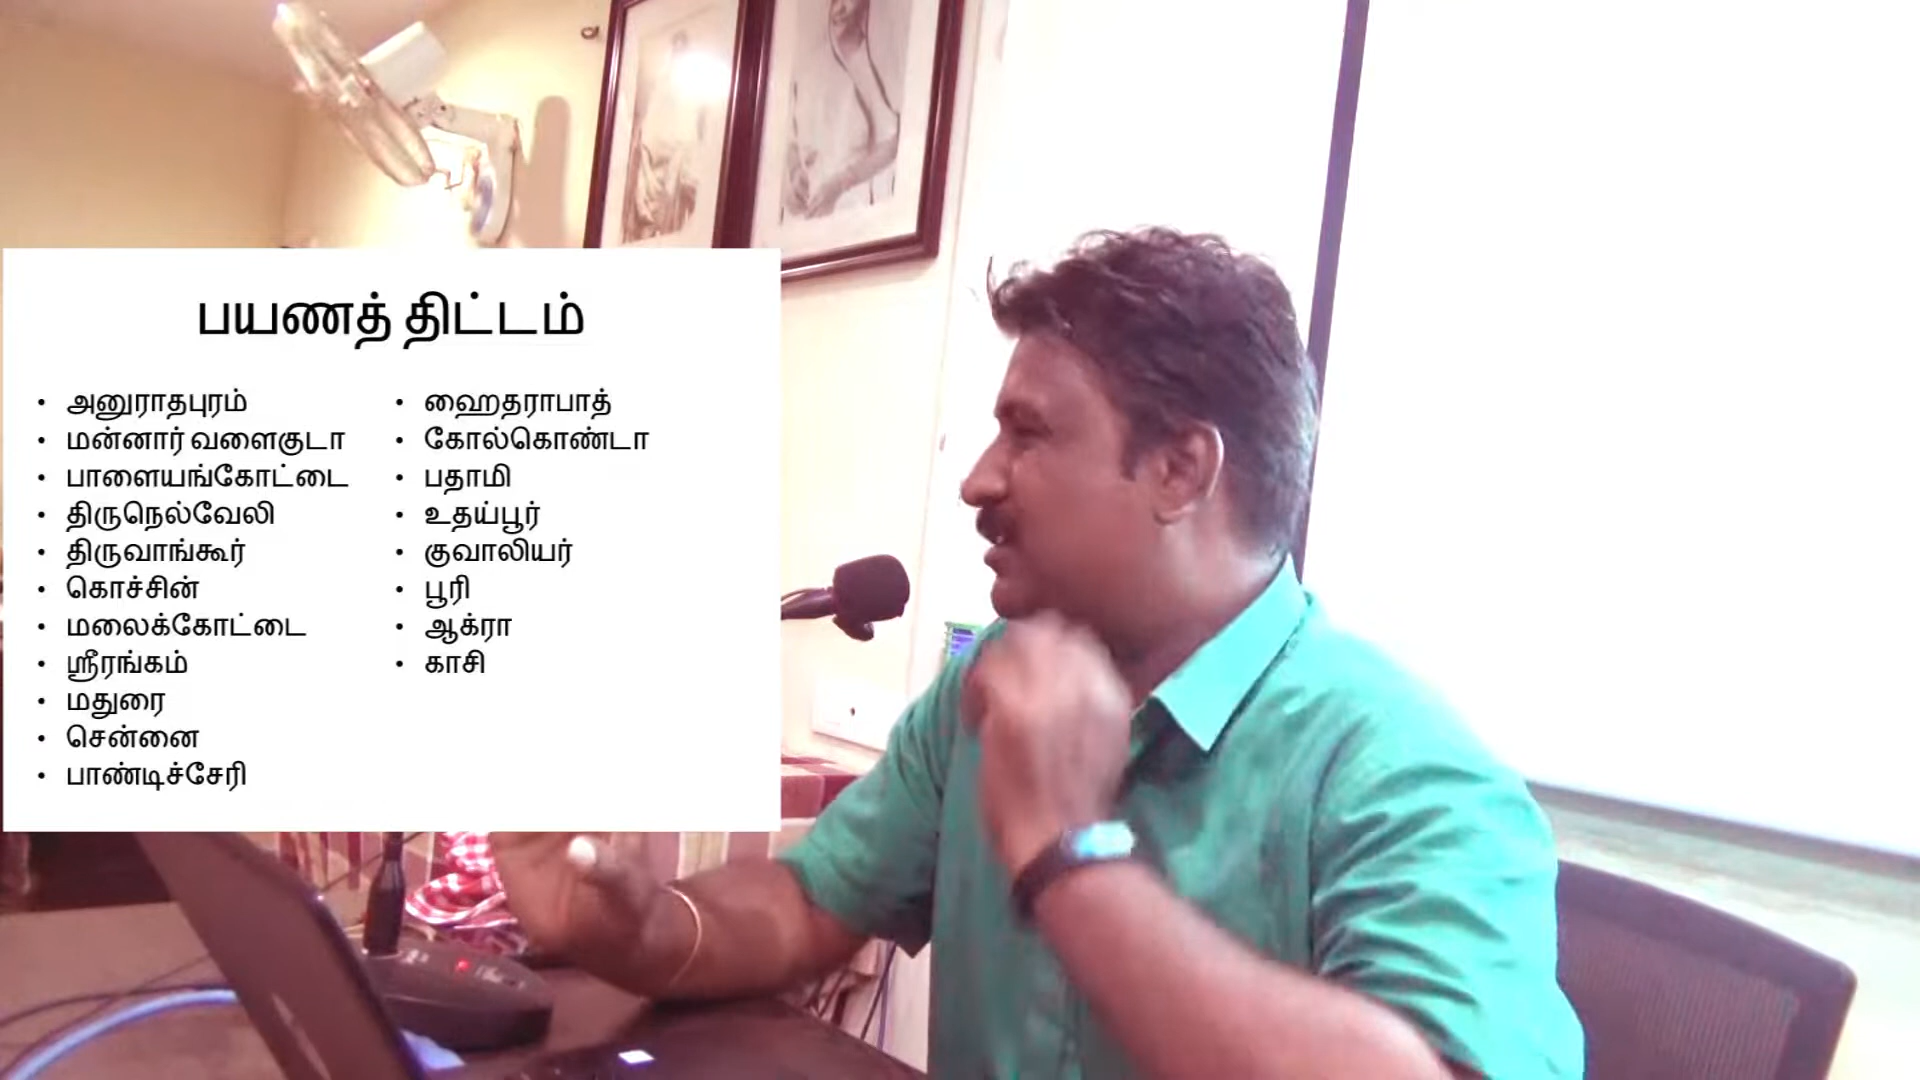 பயணத் திட்டம்
• அனுராதபுரம்
• மன்னார் வளைகுடா
• பாளையங்கோட்டை
• திருநெல்வேலி
• திருவாங்கூர்
• கொச்சின்
• மலைக்கோட்டை
• ஸ்ரீரங்கம்
• மதுரை
• சென்னை
• பாண்டிச்சேரி
• ஹைதராபாத்
• கோல்கொண்டா
• பதாமி
• உதய்பூர்
• குவாலியர்
• பூரி
• ஆக்ரா
• காசி